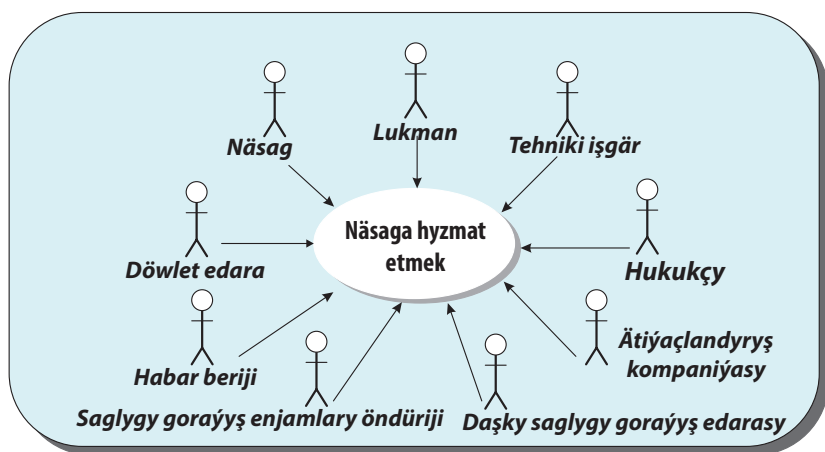 Näsag
Lukman
Tehniki işgär
Näsaga hyzmat
etmek
Döwlet edara
Hukukçy
Habar beriji
Ätiýaçlandyryş
kompaniýasy
Saglygy goraýyş enjamlary öndüriji
Daşky saglygy goraýyş edarasy